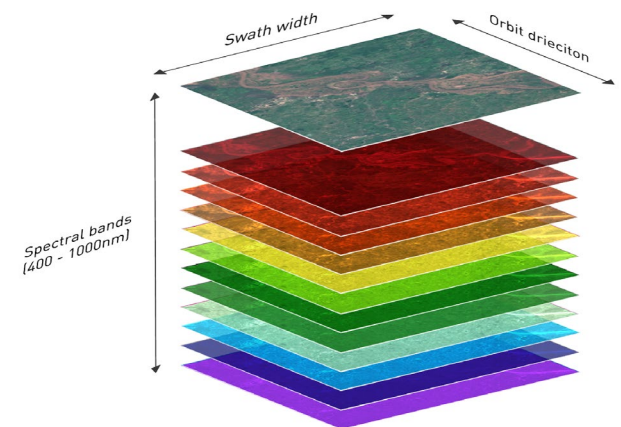 Swath width
Orbit drieciton
Spectral bands
(400 - 1000nm)